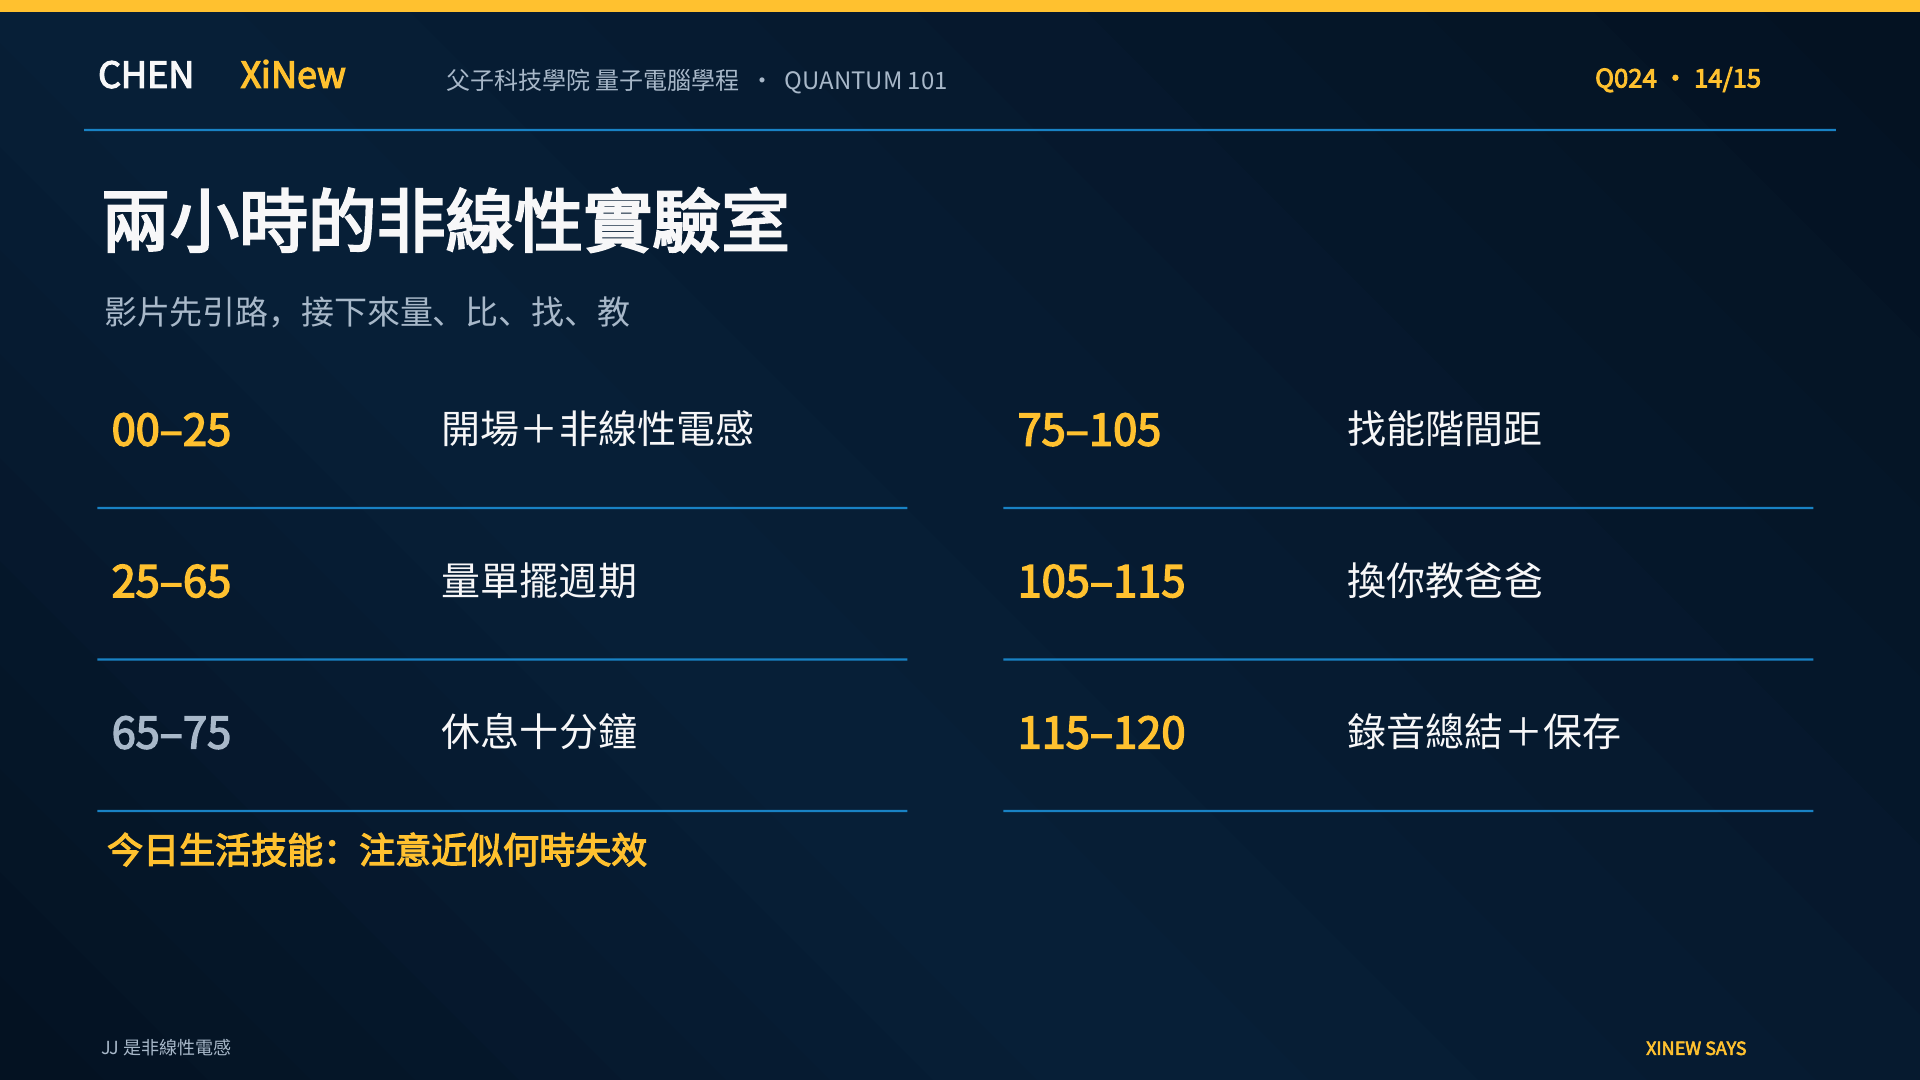 CHEN XiNew 父子科技學院 量子電腦學程 ・ QUANTUM 101 Q024 ・ 14/15
兩小時的非線性實驗室
影片先引路，接下來量、比、找、教
00–25 開場＋非線性電感
25–65 量單擺週期
65–75 休息十分鐘
75–105 找能階間距
105–115 換你教爸爸
115–120 錄音總結＋保存
今日生活技能：注意近似何時失效
JJ 是非線性電感
XINEW SAYS